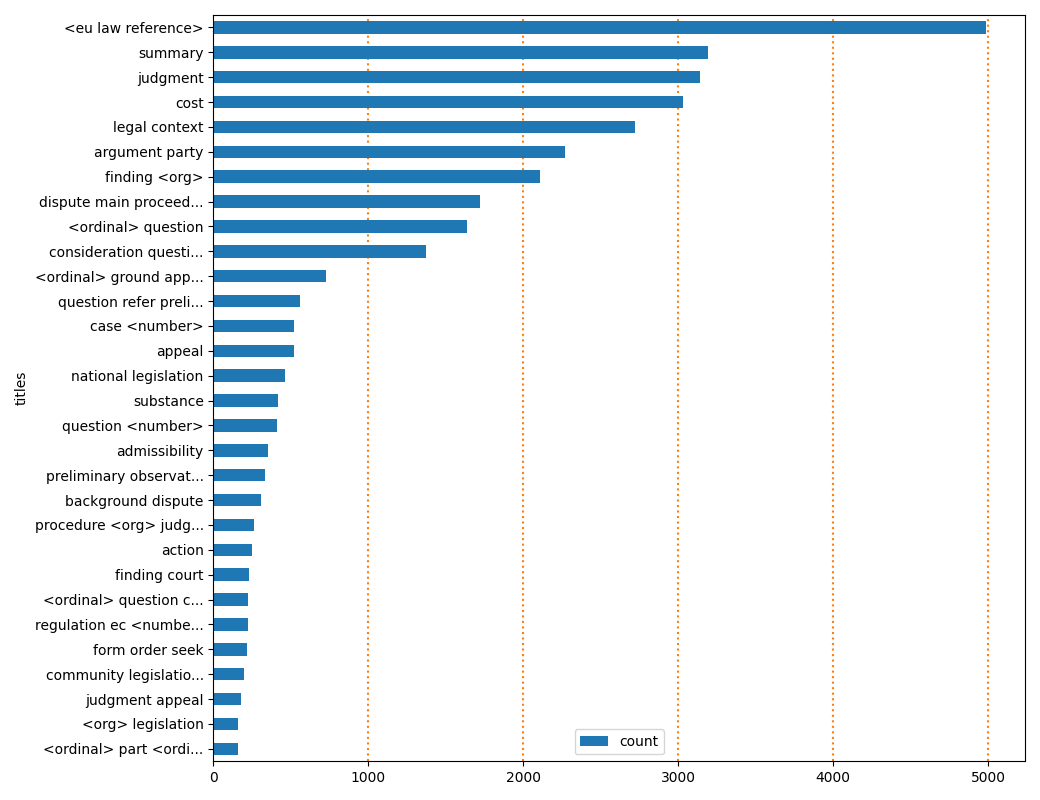 <eu law reference>
summary
judgment
cost
legal context
argument party
finding <org>
dispute main proceed...
<ordinal> question
consideration questi...
<ordinal> ground app...
question refer preli...
case <number>
appeal
national legislation
substance
question <number>
admissibility
preliminary observat...
background dispute
procedure <org> judg...
action
finding court
<ordinal> question c...
regulation ec <numbe...
form order seek
community legislatio...
judgment appeal
<org> legislation
<ordinal> part <ordi...
titles
count
0 1000 2000 3000 4000 5000